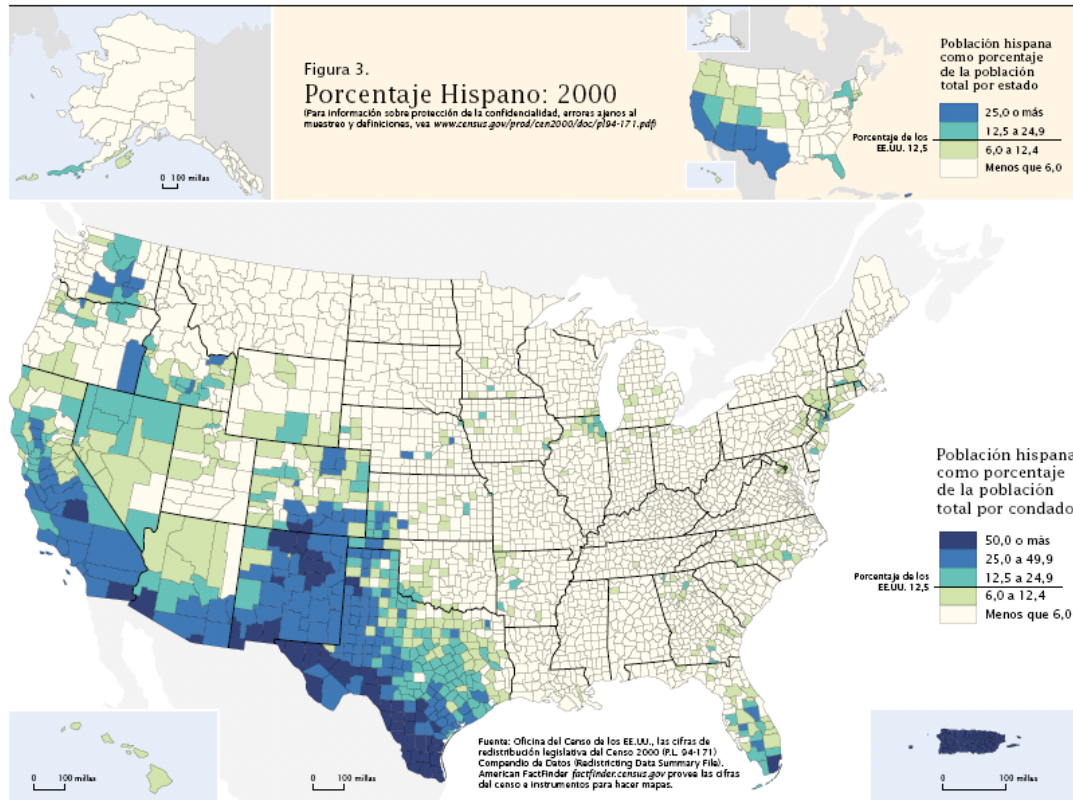 Figura 3.
Porcentaje Hispano: 2000
(Para información sobre protección de la confidencialidad, errores ajenos al
muestreo y definiciones, vea www.census.gov/prod/cen2000/doc/pl94-171.pdf)
0 100 millas
Población hispana
como porcentaje
de la población
total por estado
25,0 o más
12,5 a 24,9
Porcentaje de los
EE.UU. 12,5
6,0 a 12,4
Menos que 6,0
Población hispana
como porcentaje
de la población
total por condado
50,0 o más
25,0 a 49,9
12,5 a 24,9
Porcentaje de los
EE.UU. 12,5
6,0 a 12,4
Menos que 6,0
0 100 millas
0 100 millas
Fuente: Oficina del Censo de los EE.UU., las cifras de
redistribución legislativa del Censo 2000 (P.L. 94-171)
Compendio de Datos (Redistricting Data Summary File).
American FactFinder factfinder.census.gov provee las cifras
del censo e instrumentos para hacer mapas.
0 100 millas